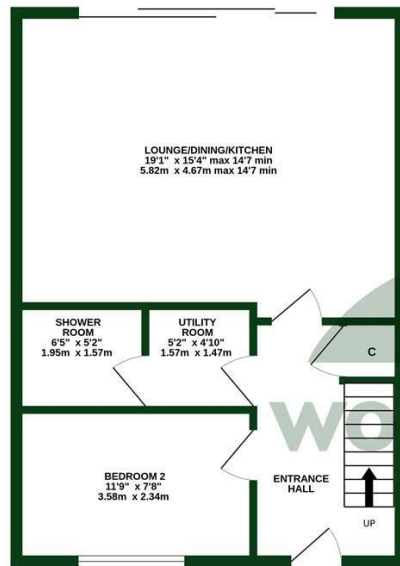 LOUNGE/DINING/KITCHEN
19'1" x 15'4" max 14'7 min
5.82m x 4.67m max 14'7 min
SHOWER
ROOM
6'5" x 5'2"
1.95m x 1.57m
UTILITY
ROOM
5'2" x 4'10"
1.57m x 1.47m
C
wo
BEDROOM 2
11'9" x 7'8"
3.58m x 2.34m
ENTRANCE
HALL
UP